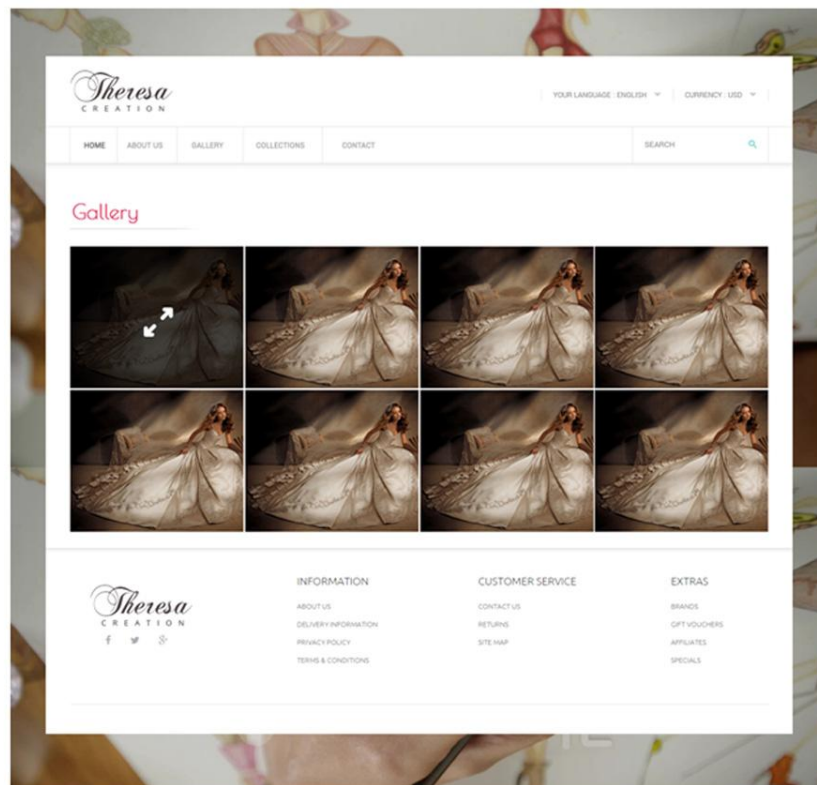 Theresa
CREATION
YOUR LANGUAGE : ENGLISH
CURRENCY : USD
HOME
ABOUT US
GALLERY
COLLECTIONS
CONTACT
SEARCH
Gallery
Theresa
CREATION
INFORMATION
ABOUT US
DELIVERY INFORMATION
PRIVACY POLICY
TERMS & CONDITIONS
CUSTOMER SERVICE
CONTACT US
RETURNS
SITE MAP
EXTRAS
BRANDS
GIFT VOUCHERS
AFFILIATES
SPECIALS